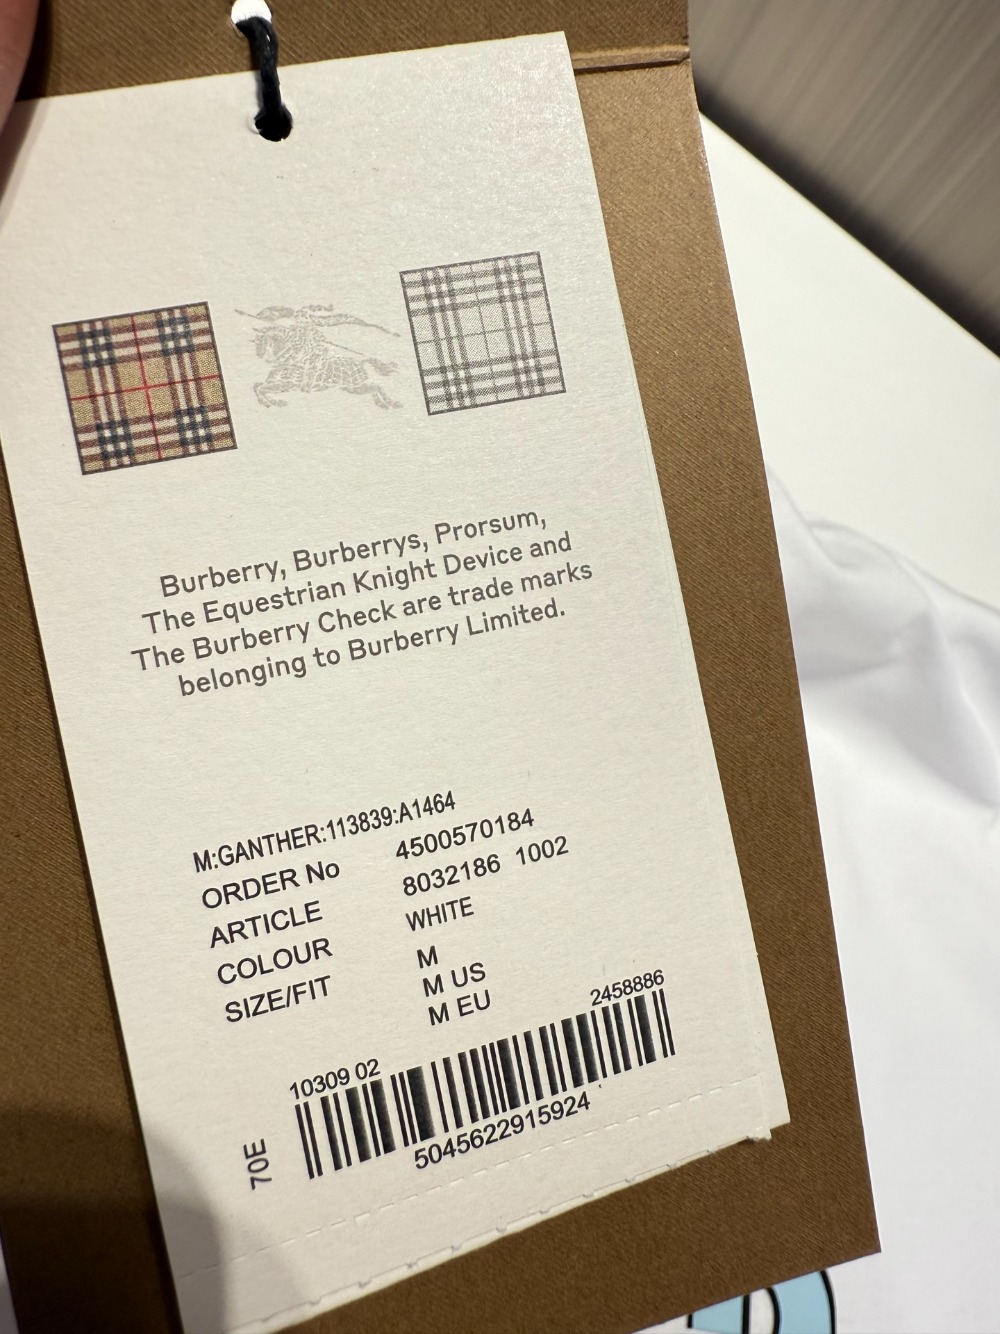 Burberry, Burberrys, Prorsum,
The Equestrian Knight Device and
The Burberry Check are trade marks
belonging to Burberry Limited.
M:GANTHER:113839:A1464
ORDER No 4500570184
ARTICLE 8032186 1002
COLOUR WHITE
SIZE/FIT M
M US
M EU
10309 02 2458886
5045622915924
70E